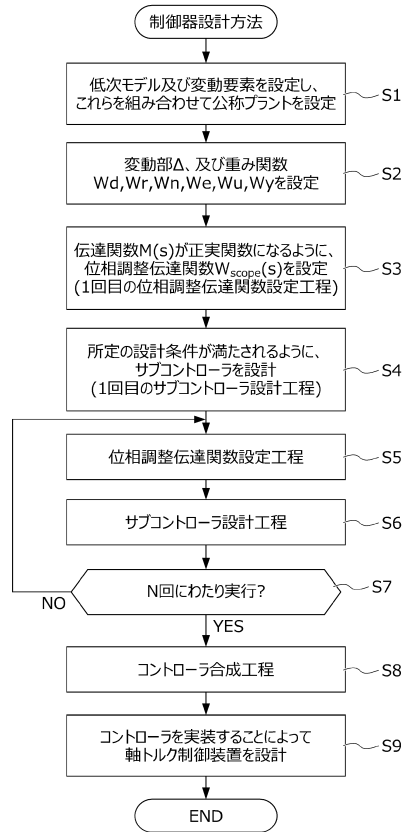 制御器設計方法
低次モデル及び変動要素を設定し、
これらを組み合わせて公称プラントを設定
S1
変動部Δ、及び重み関数
Wd,Wr,Wn,We,Wu,Wyを設定
S2
伝達関数M(s)が正実関数になるように、
位相調整伝達関数Wscope(s)を設定
(1回目の位相調整伝達関数設定工程)
S3
所定の設計条件が満たされるように、
サブコントローラを設計
(1回目のサブコントローラ設計工程)
S4
位相調整伝達関数設定工程
S5
サブコントローラ設計工程
S6
N回にわたり実行?
S7
NO
YES
コントローラ合成工程
S8
コントローラを実装することによって
軸トルク制御装置を設計
S9
END